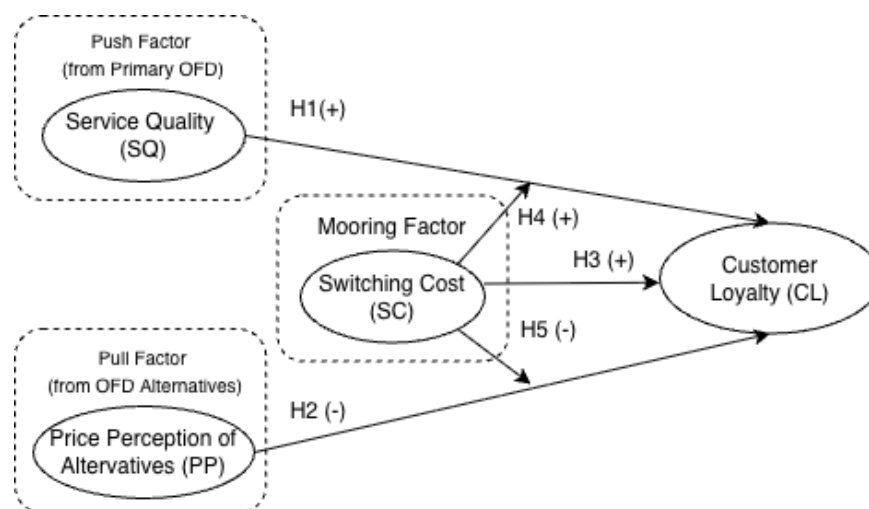 Push Factor
(from Primary OFD)
Service Quality
(SQ)
H1(+)
Mooring Factor
H4 (+)
Switching Cost
(SC)
H3 (+)
Customer
Loyalty (CL)
H5 (-)
Pull Factor
(from OFD Alternatives)
H2 (-)
Price Perception of
Altervatives (PP)